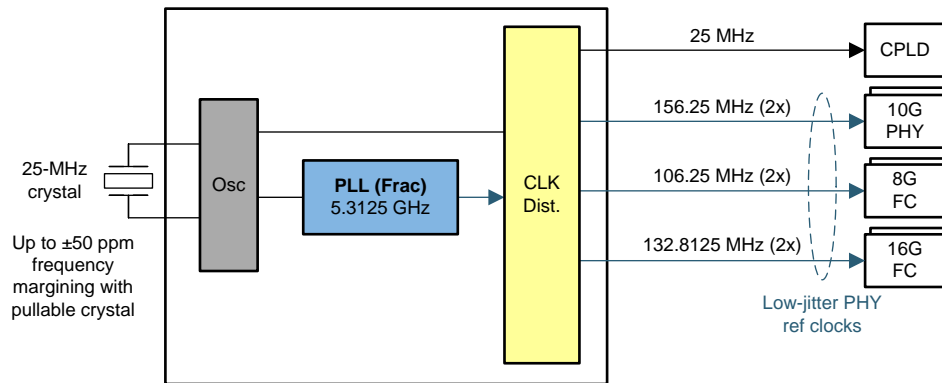 25-MHz
crystal
Up to ±50 ppm
frequency
margining with
pullable crystal
Osc
PLL (Frac)
5.3125 GHz
CLK
Dist.
25 MHz
156.25 MHz (2x)
106.25 MHz (2x)
132.8125 MHz (2x)
CPLD
10G
PHY
8G
FC
16G
FC
Low-jitter PHY
ref clocks